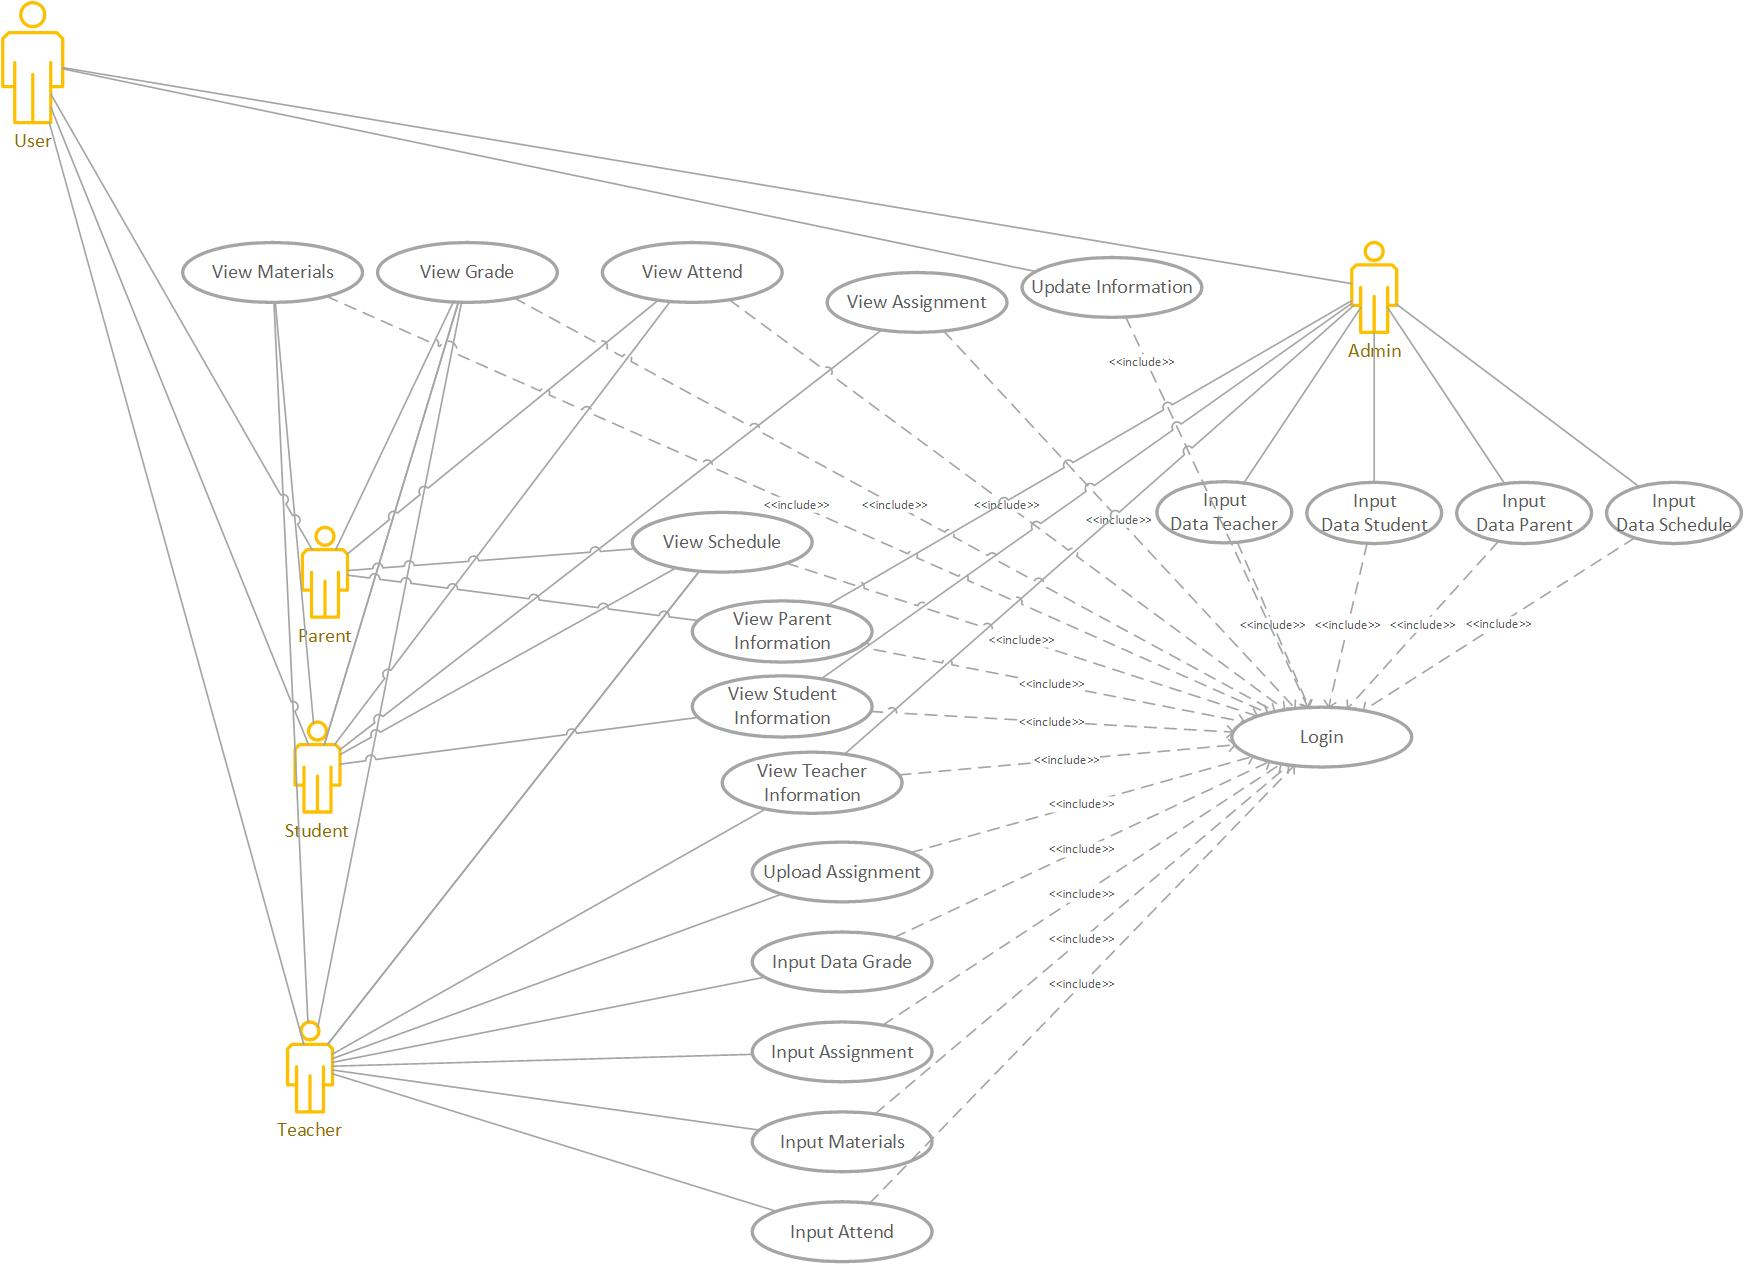 User
View Materials
View Grade
View Attend
View Assignment
Update Information
Admin
<<include>>
<<include>>
<<include>>
<<include>>
<<include>>
Input
Data Teacher
Input
Data Student
Input
Data Parent
Input
Data Schedule
View Schedule
Parent
View Parent
Information
<<include>>
<<include>>
<<include>>
<<include>>
<<include>>
<<include>>
View Student
Information
<<include>>
Login
View Teacher
Information
<<include>>
Student
<<include>>
Upload Assignment
<<include>>
<<include>>
Input Data Grade
<<include>>
<<include>>
Input Assignment
Teacher
Input Materials
Input Attend